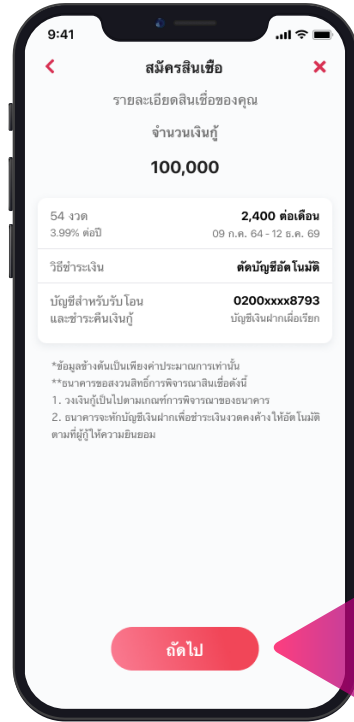 9:41
สมัครสินเชื่อ
รายละเอียดสินเชื่อของคุณ
จำนวนเงินกู้
100,000
54 งวด
2,400 ต่อเดือน
3.99% ต่อปี
09 ก.ค. 64 - 12 ธ.ค. 69
วิธีชำระเงิน
ตัดบัญชีอัตโนมัติ
บัญชีสำหรับรับโอน
0200xxxx8793
และชำระคืนเงินกู้
บัญชีเงินฝากเผื่อเรียก
*ข้อมูลข้างต้นเป็นเพียงค่าประมาณการเท่านั้น
**ธนาคารขอสงวนสิทธิ์การพิจารณาสินเชื่อดังนี้
1. วงเงินกู้เป็นไปตามเกณฑ์การพิจารณาของธนาคาร
2. ธนาคารจะหักบัญชีเงินฝากเพื่อชำระเงินงวดคงค้างให้อัตโนมัติ
ตามที่ผู้กู้ให้ความยินยอม
ถัดไป